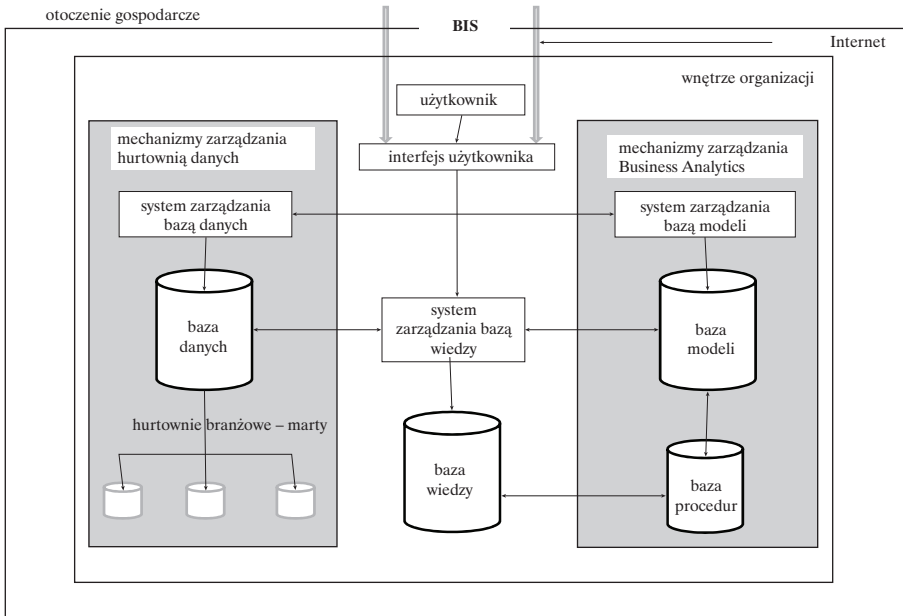 otoczenie gospodarcze
BIS
Internet
wnętrze organizacji
użytkownik
mechanizmy zarządzania
hurtownią danych
interfejs użytkownika
mechanizmy zarządzania
Business Analytics
system zarządzania
bazą danych
system zarządzania
bazą modeli
baza
danych
system
zarządzania bazą
wiedzy
baza
modeli
hurtownie branżowe – marty
baza
wiedzy
baza
procedur